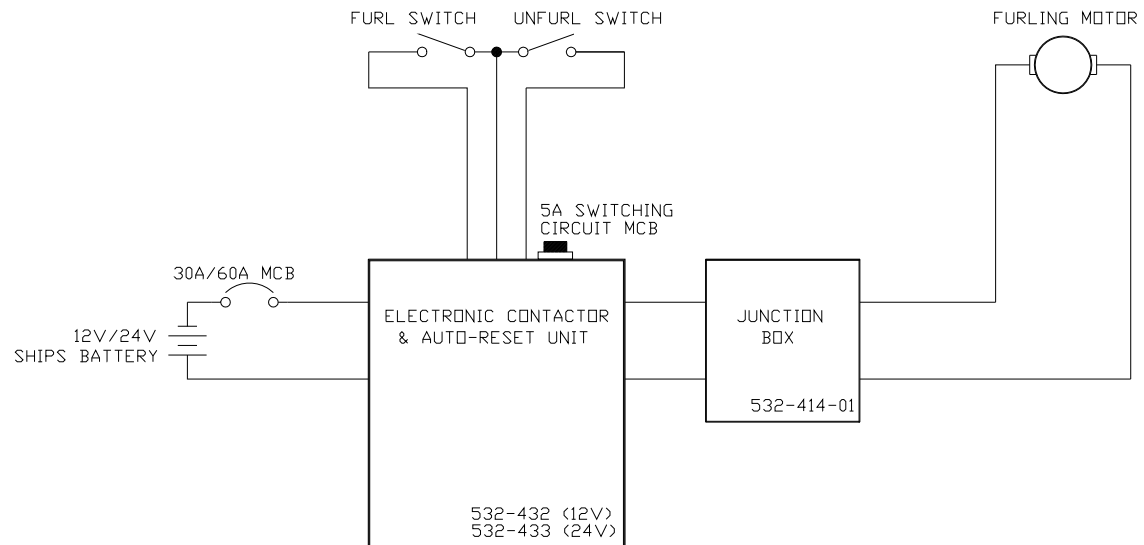 FURL SWITCH
UNFURL SWITCH
FURLING MOTOR
5A SWITCHING
CIRCUIT MCB
30A/60A MCB
12V/24V
SHIPS BATTERY
ELECTRONIC CONTACTOR
& AUTO-RESET UNIT
JUNCTION
BOX
532-414-01
532-432 (12V)
532-433 (24V)